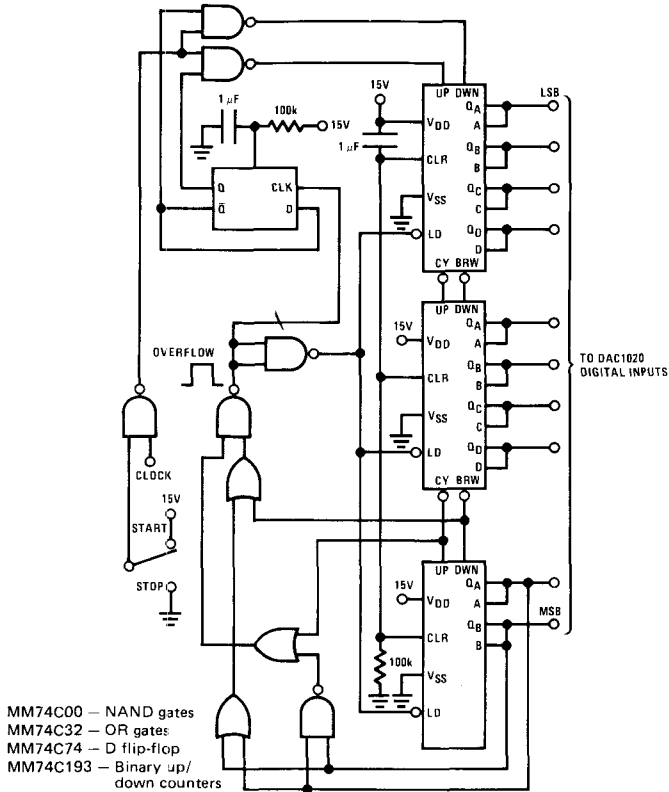 1 μF
100k
15V
Q
CLK
Q̄
D
15V
1 μF
UP DWN
VDD
CLR
VSS
LD
CY BRW
QA
A
QB
B
QC
C
QD
D
LSB
OVERFLOW
CLOCK
15V
START
STOP
15V
UP DWN
VDD
CLR
VSS
LD
CY BRW
QA
A
QB
B
QC
C
QD
D
TO DAC1020
DIGITAL INPUTS
15V
UP DWN
VDD
CLR
100k
VSS
LD
QA
A
QB
B
MSB
MM74C00 – NAND gates
MM74C32 – OR gates
MM74C74 – D flip-flop
MM74C193 – Binary up/
down counters